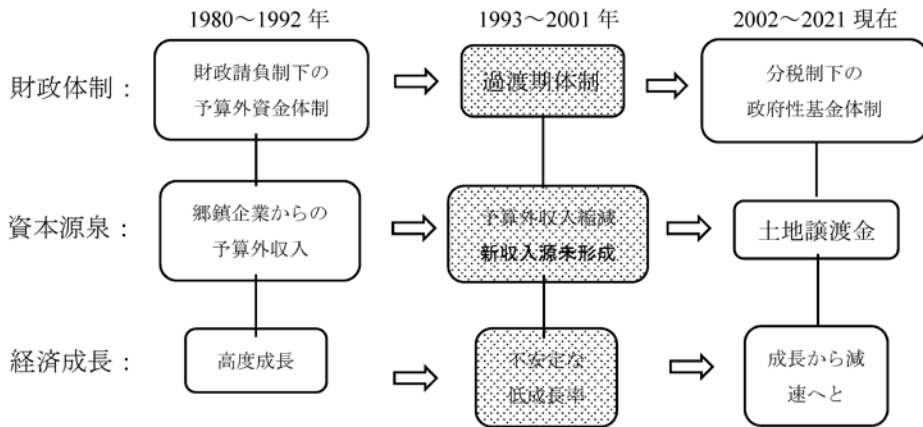 1980～1992 年
1993～2001 年
2002～2021 現在
財政体制：
財政請負制下の
予算外資金体制
過渡期体制
分税制下の
政府性基金体制
資本源泉：
郷鎮企業からの
予算外収入
予算外収入縮減
新収入源未形成
土地譲渡金
経済成長：
高度成長
不安定な
低成長率
成長から減
速へと